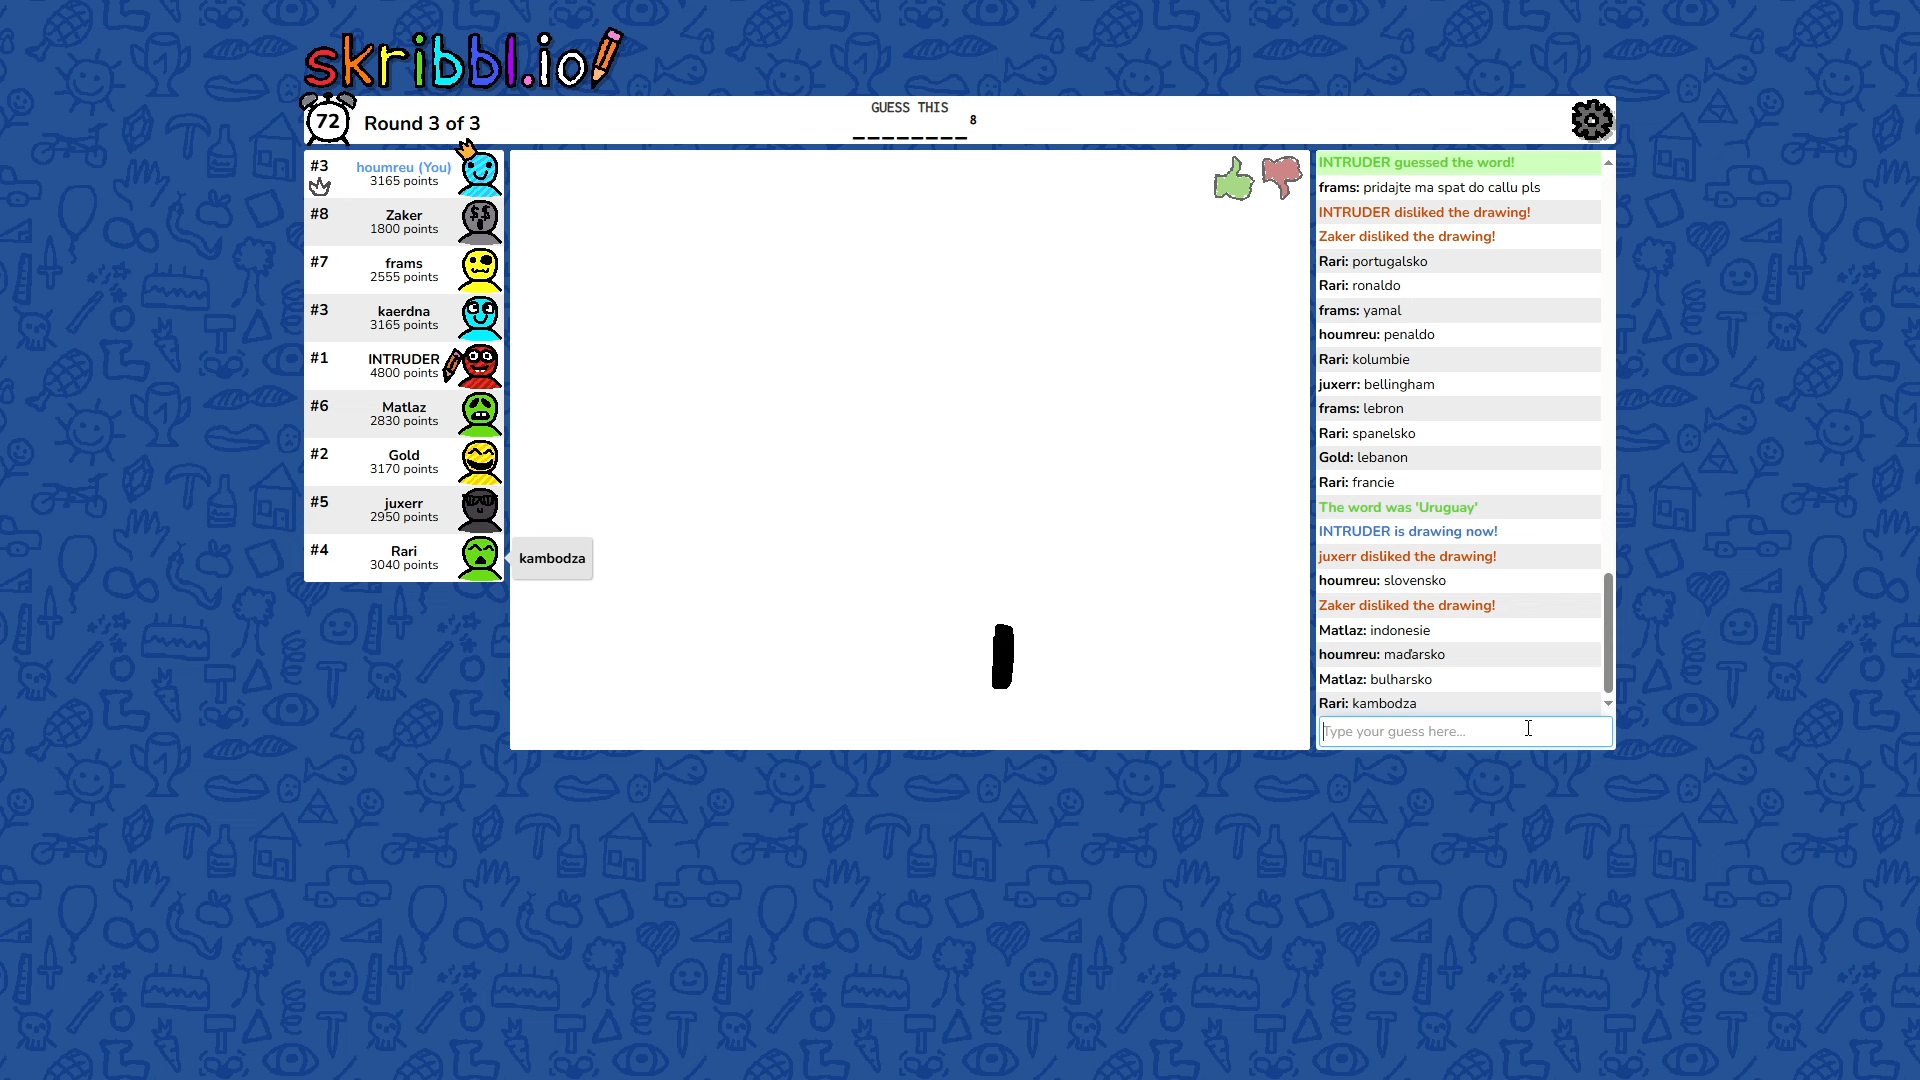 skribbl.io
72
Round 3 of 3
GUESS THIS
________ 8
#3 houmreu (You)
3165 points
#8 Zaker
1800 points
#7 frams
2555 points
#3 kaerdna
3165 points
#1 INTRUDER
4800 points
#6 Matlaz
2830 points
#2 Gold
3170 points
#5 juxerr
2950 points
#4 Rari
3040 points
kambodza
INTRUDER guessed the word!
frams: pridajte ma spat do callu pls
INTRUDER disliked the drawing!
Zaker disliked the drawing!
Rari: portugalsko
Rari: ronaldo
frams: yamal
houmreu: penaldo
Rari: kolumbie
juxerr: bellingham
frams: lebron
Rari: spanelsko
Gold: lebanon
Rari: francie
The word was 'Uruguay'
INTRUDER is drawing now!
juxerr disliked the drawing!
houmreu: slovensko
Zaker disliked the drawing!
Matlaz: indonesie
houmreu: maďarsko
Matlaz: bulharsko
Rari: kambodza
Type your guess here...